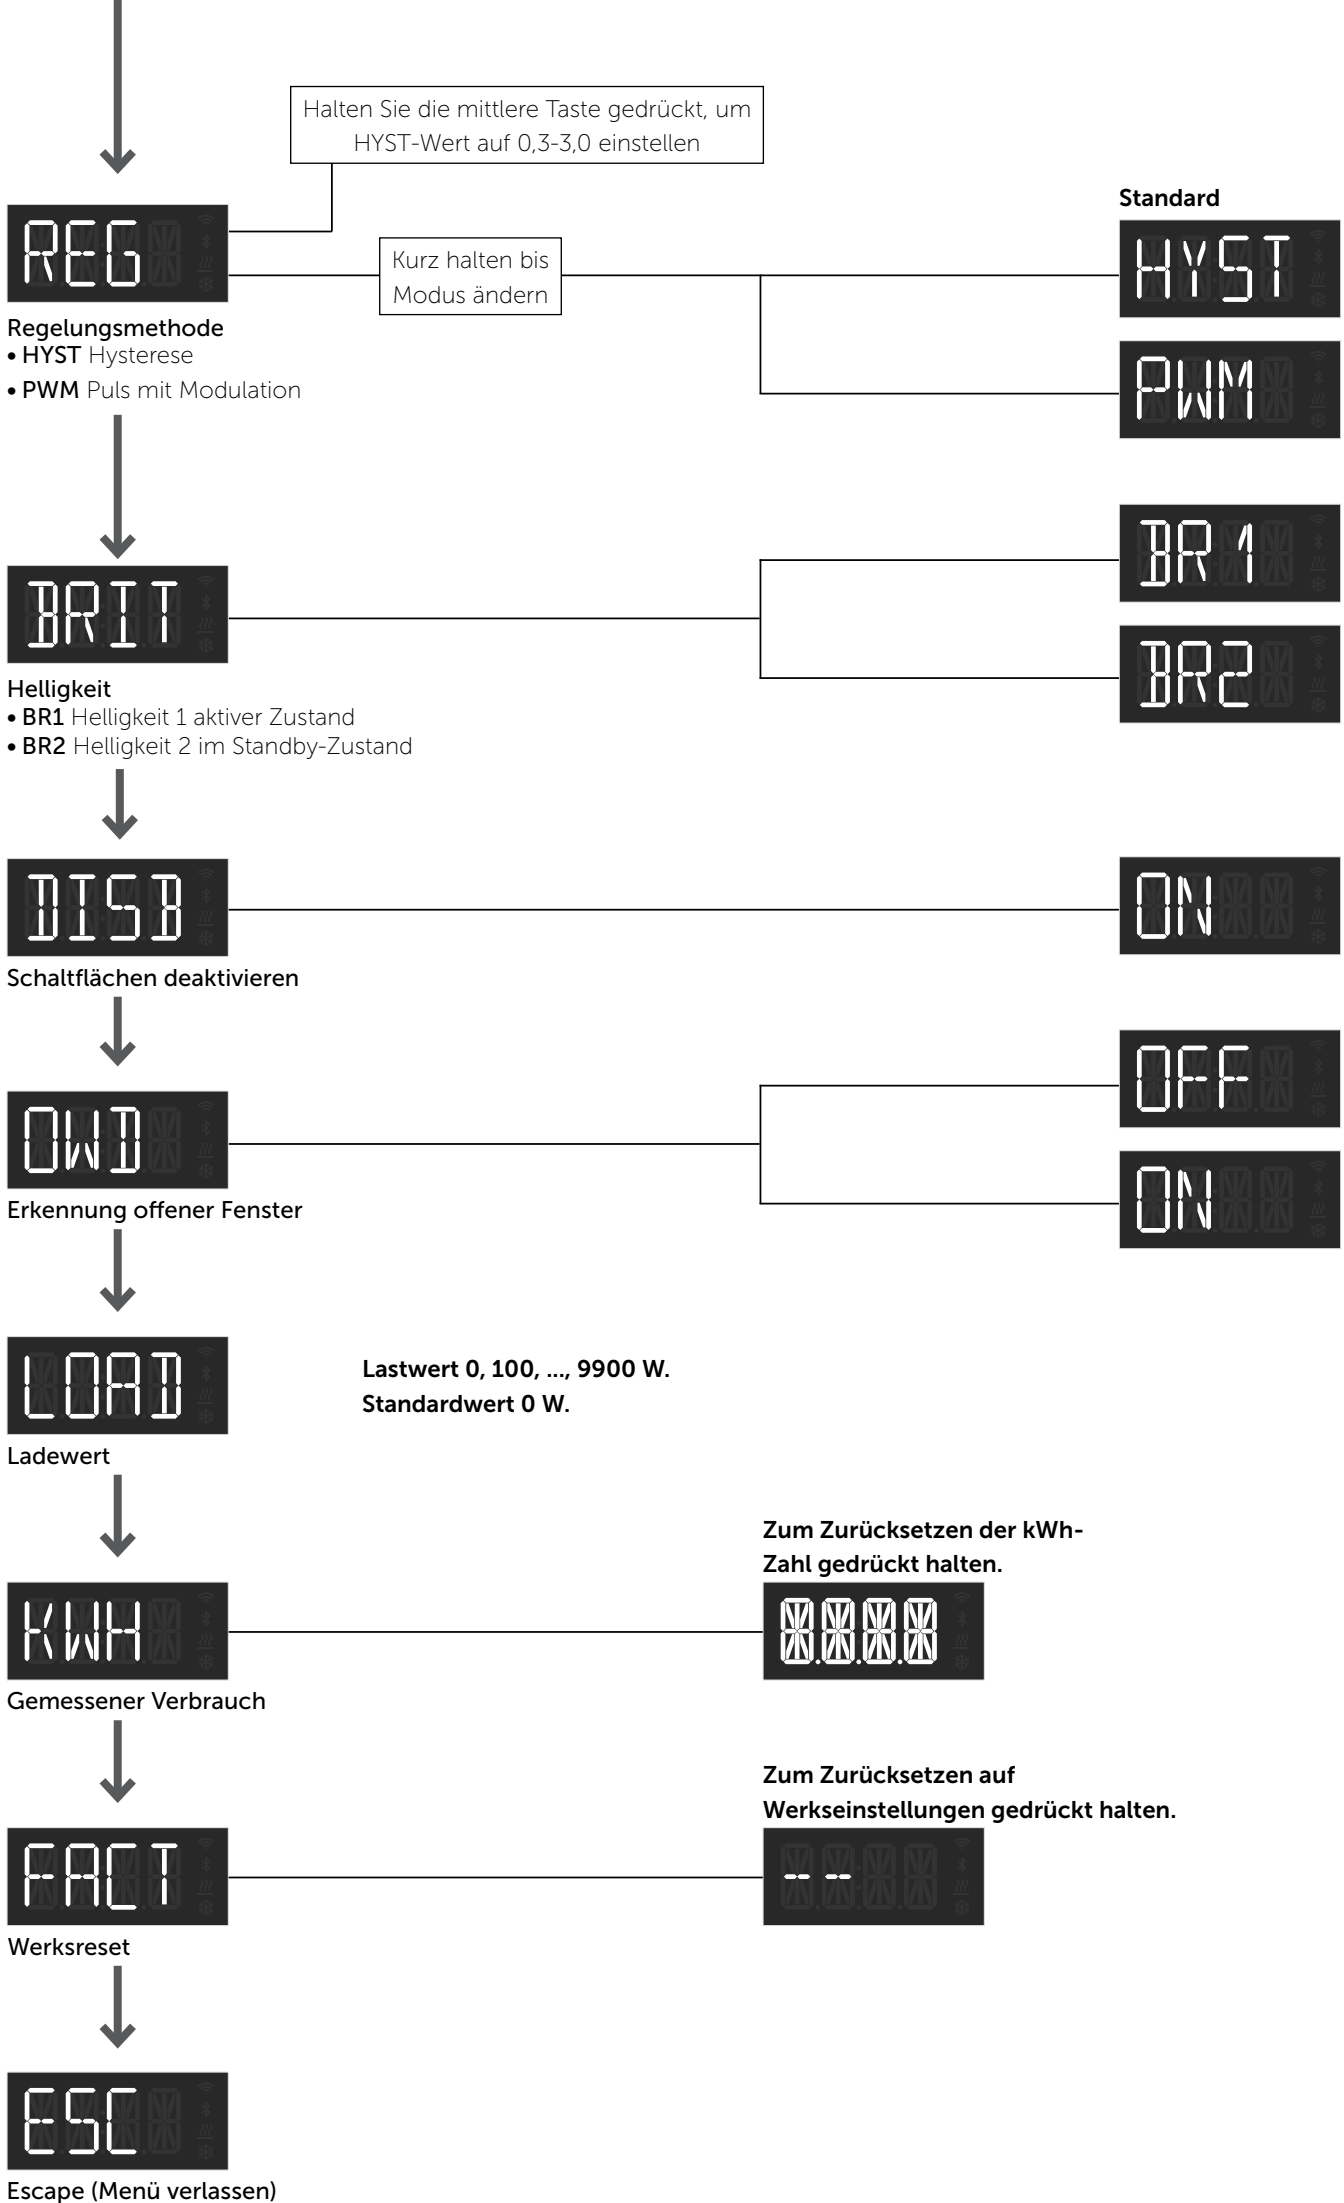 Halten Sie die mittlere Taste gedrückt, um
HYST-Wert auf 0,3-3,0 einstellen
Standard
REG
Kurz halten bis
Modus ändern
HYST
PWM
Regelungsmethode
• HYST Hysterese
• PWM Puls mit Modulation
BRIT
BR1
BR2
Helligkeit
• BR1 Helligkeit 1 aktiver Zustand
• BR2 Helligkeit 2 im Standby-Zustand
DISB
ON
Schaltflächen deaktivieren
OWD
OFF
ON
Erkennung offener Fenster
LOAD
Lastwert 0, 100, ..., 9900 W.
Standardwert 0 W.
Ladewert
Zum Zurücksetzen der kWh-
Zahl gedrückt halten.
KWH
Gemessener Verbrauch
Zum Zurücksetzen auf
Werkseinstellungen gedrückt halten.
FACT
--
Werksreset
ESC
Escape (Menü verlassen)